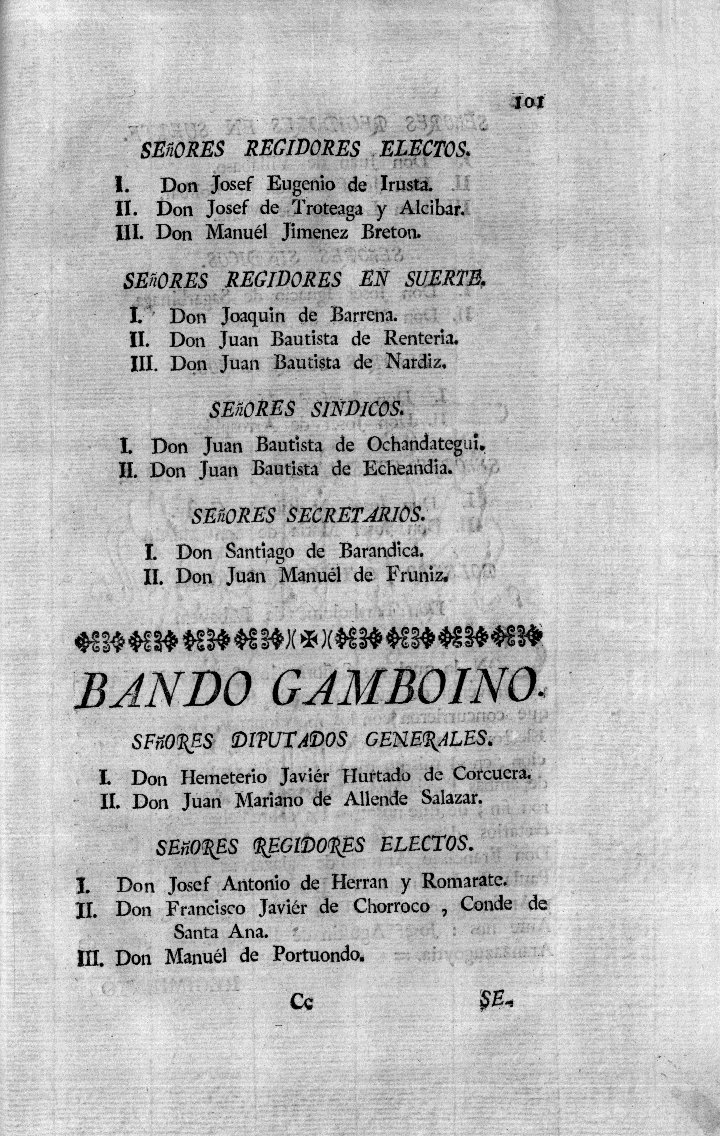 101
SEñORES REGIDORES ELECTOS.
I. Don Josef Eugenio de Irusta.
II. Don Josef de Troteaga y Alcibar.
III. Don Manuél Jimenez Breton.
SEñORES REGIDORES EN SUERTE.
I. Don Joaquin de Barrena.
II. Don Juan Bautista de Renteria.
III. Don Juan Bautista de Nardiz.
SEñORES SINDICOS.
I. Don Juan Bautista de Ochandategui.
II. Don Juan Bautista de Echeandia.
SEñORES SECRETARIOS.
I. Don Santiago de Barandica.
II. Don Juan Manuél de Fruniz.
BANDO GAMBOINO.
SEñORES DIPUTADOS GENERALES.
I. Don Hemeterio Javiér Hurtado de Corcuera.
II. Don Juan Mariano de Allende Salazar.
SEñORES REGIDORES ELECTOS.
I. Don Josef Antonio de Herran y Romarate.
II. Don Francisco Javiér de Chorroco , Conde de
Santa Ana.
III. Don Manuél de Portuondo.
Cc SE-